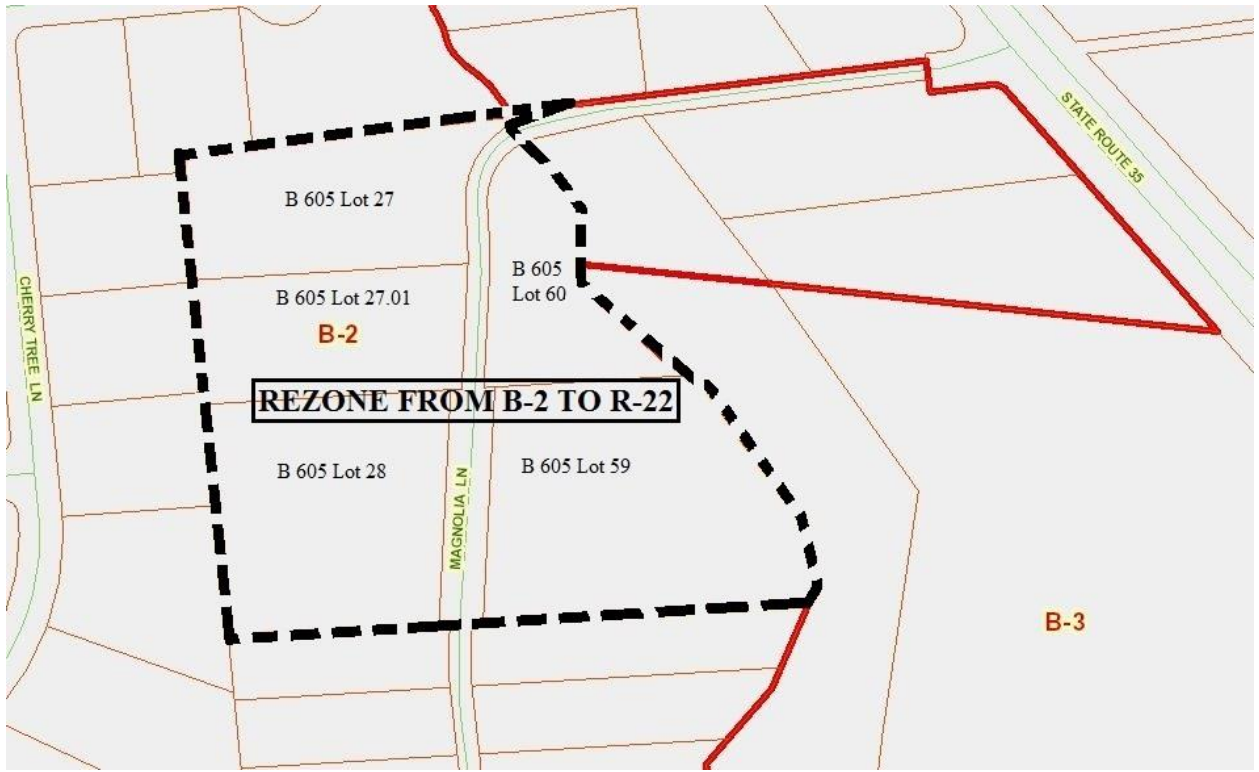 STATE ROUTE 35
B 605 Lot 27
B 605
Lot 60
CHERRY TREE LN
B 605 Lot 27.01
B-2
REZONE FROM B-2 TO R-22
B 605 Lot 28
B 605 Lot 59
MAGNOLIA LN
B-3